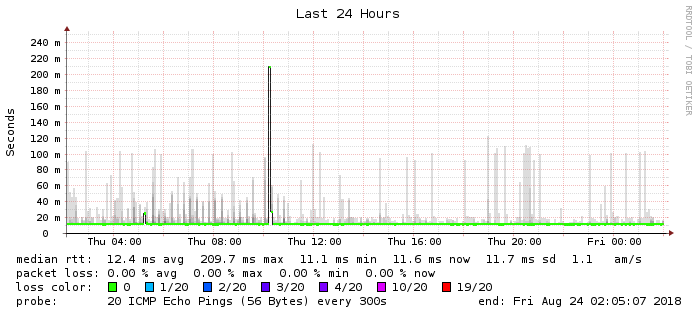 Last 24 Hours
RRDTOOL / TOBI OETIKER
Seconds
240 m
220 m
200 m
180 m
160 m
140 m
120 m
100 m
80 m
60 m
40 m
20 m
0
Thu 04:00 Thu 08:00 Thu 12:00 Thu 16:00 Thu 20:00 Fri 00:00
median rtt: 12.4 ms avg 209.7 ms max 11.1 ms min 11.6 ms now 11.7 ms sd 1.1 am/s
packet loss: 0.00 % avg 0.00 % max 0.00 % min 0.00 % now
loss color: 0 1/20 2/20 3/20 4/20 10/20 19/20
probe: 20 ICMP Echo Pings (56 Bytes) every 300s end: Fri Aug 24 02:05:07 2018